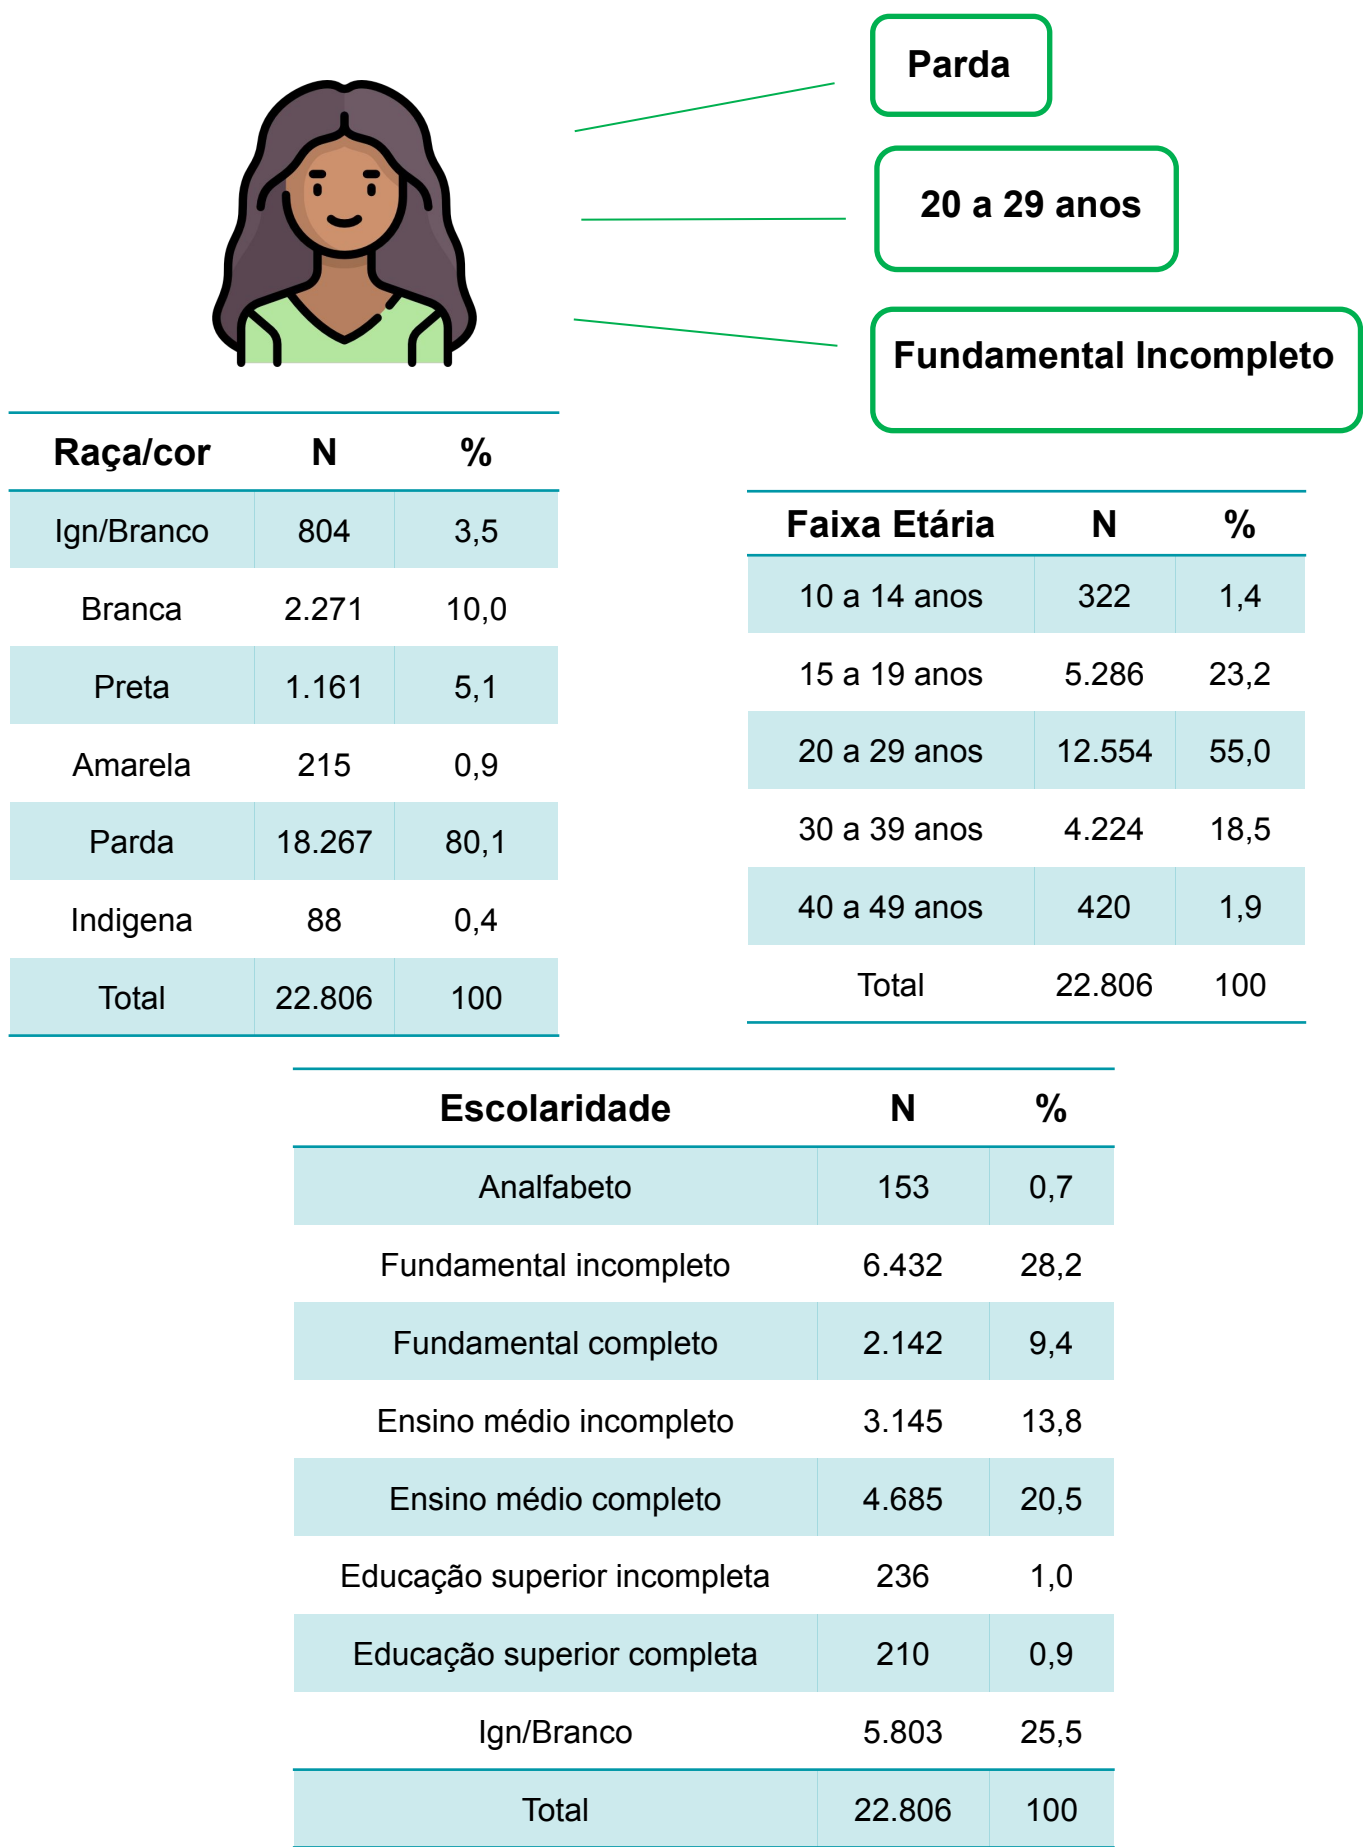 Parda
20 a 29 anos
Fundamental Incompleto
Raça/cor N %
Ign/Branco 804 3,5
Branca 2.271 10,0
Preta 1.161 5,1
Amarela 215 0,9
Parda 18.267 80,1
Indigena 88 0,4
Total 22.806 100
Faixa Etária N %
10 a 14 anos 322 1,4
15 a 19 anos 5.286 23,2
20 a 29 anos 12.554 55,0
30 a 39 anos 4.224 18,5
40 a 49 anos 420 1,9
Total 22.806 100
Escolaridade N %
Analfabeto 153 0,7
Fundamental incompleto 6.432 28,2
Fundamental completo 2.142 9,4
Ensino médio incompleto 3.145 13,8
Ensino médio completo 4.685 20,5
Educação superior incompleta 236 1,0
Educação superior completa 210 0,9
Ign/Branco 5.803 25,5
Total 22.806 100